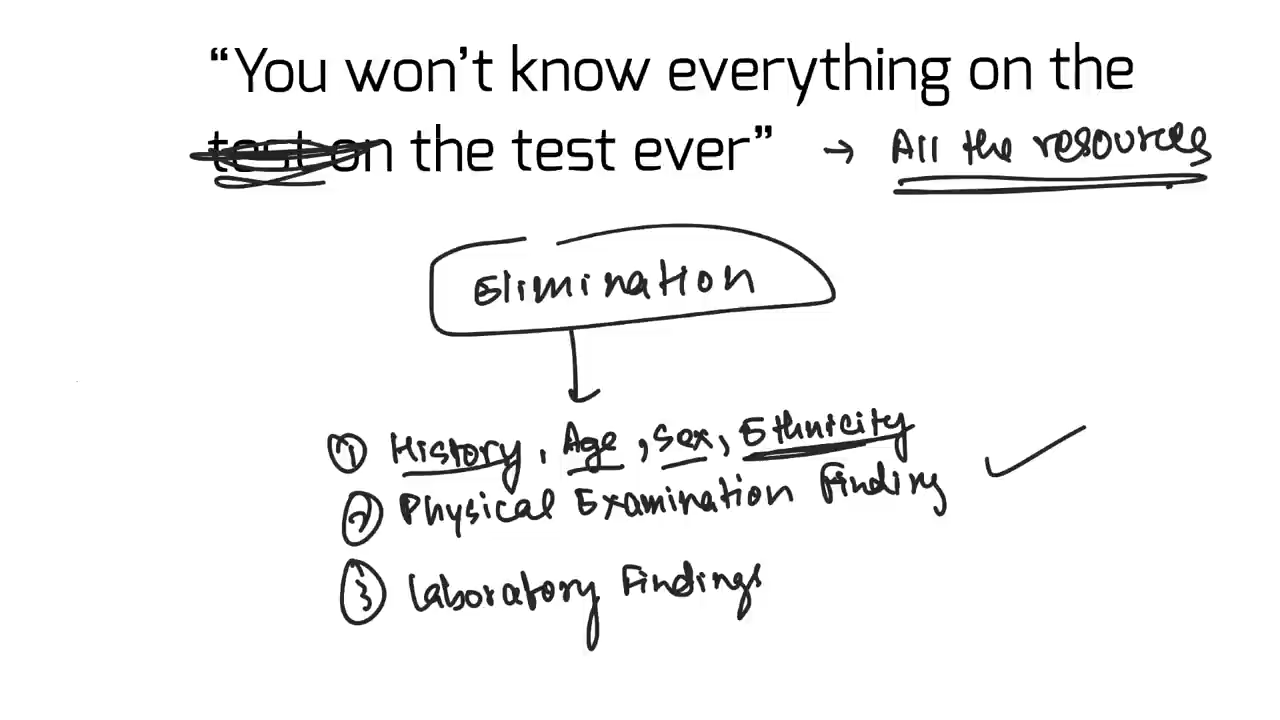 “You won’t know everything on the
test on the test ever” → All the resources
Elimination
① History, Age, Sex, Ethnicity
② Physical Examination Finding
③ Laboratory Findings